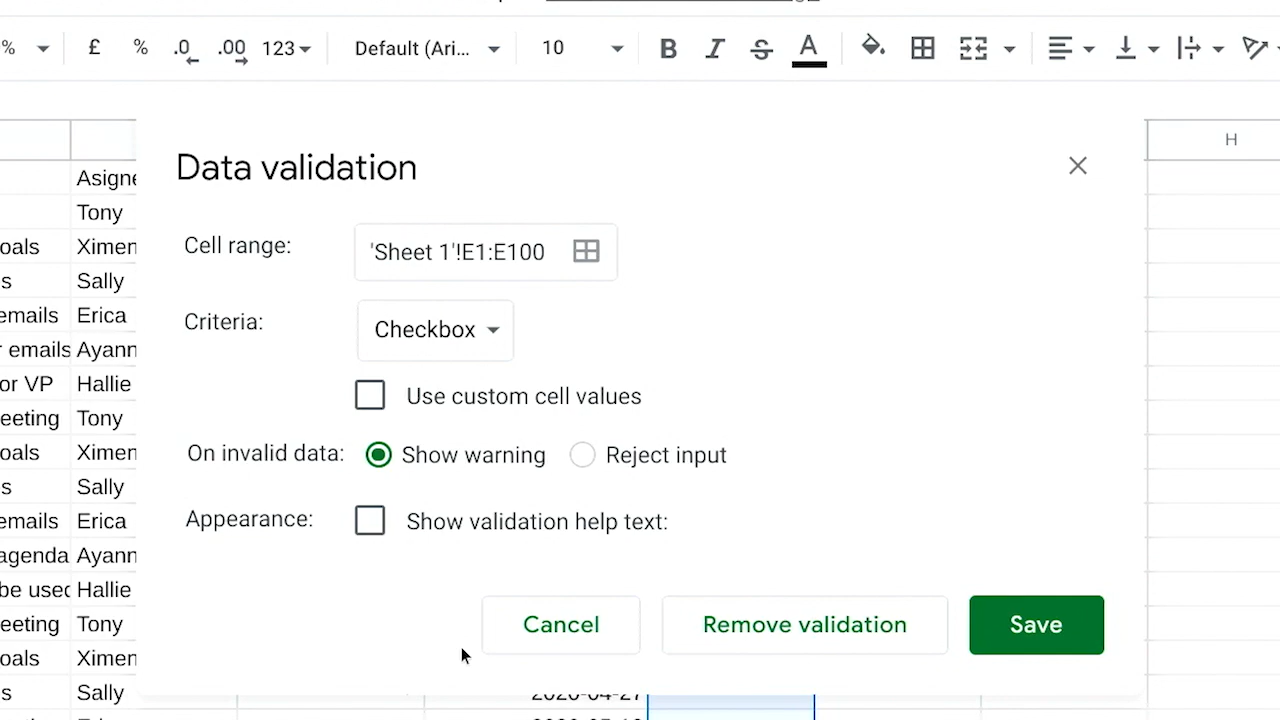 % £ % .0 .00 123 Default (Ari... 10 B I S A
H
Data validation
Asigne
Tony
Cell range: 'Sheet 1'!E1:E100
oals Ximen
s Sally
emails Erica
Criteria: Checkbox
r emails Ayann
or VP Hallie
Use custom cell values
eeting Tony
oals Ximen
On invalid data: Show warning Reject input
s Sally
emails Erica
Appearance: Show validation help text:
agenda Ayann
be used Hallie
eeting Tony
Cancel Remove validation Save
oals Ximen
s Sally
2020-04-27